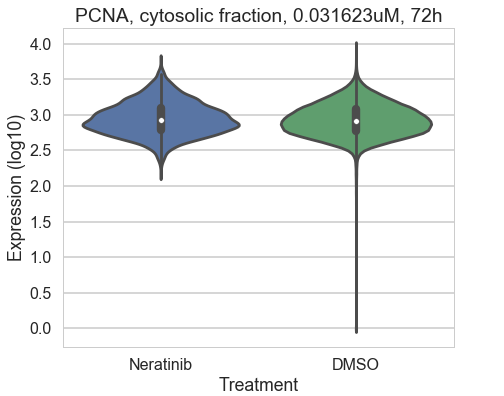 PCNA, cytosolic fraction, 0.031623uM, 72h
4.0
3.5
3.0
2.5
2.0
1.5
1.0
0.5
0.0
Expression (log10)
Neratinib
DMSO
Treatment